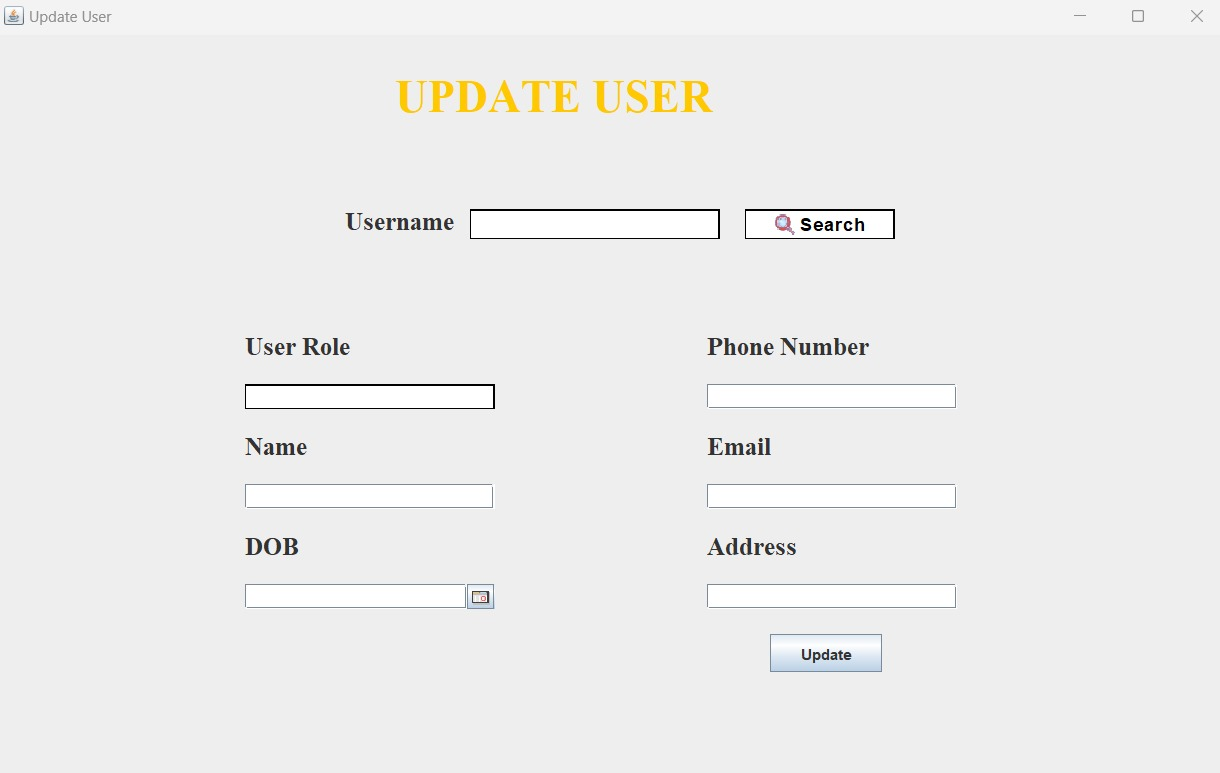 Update User
UPDATE USER
Username
Search
User Role
Phone Number
Name
Email
DOB
Address
Update